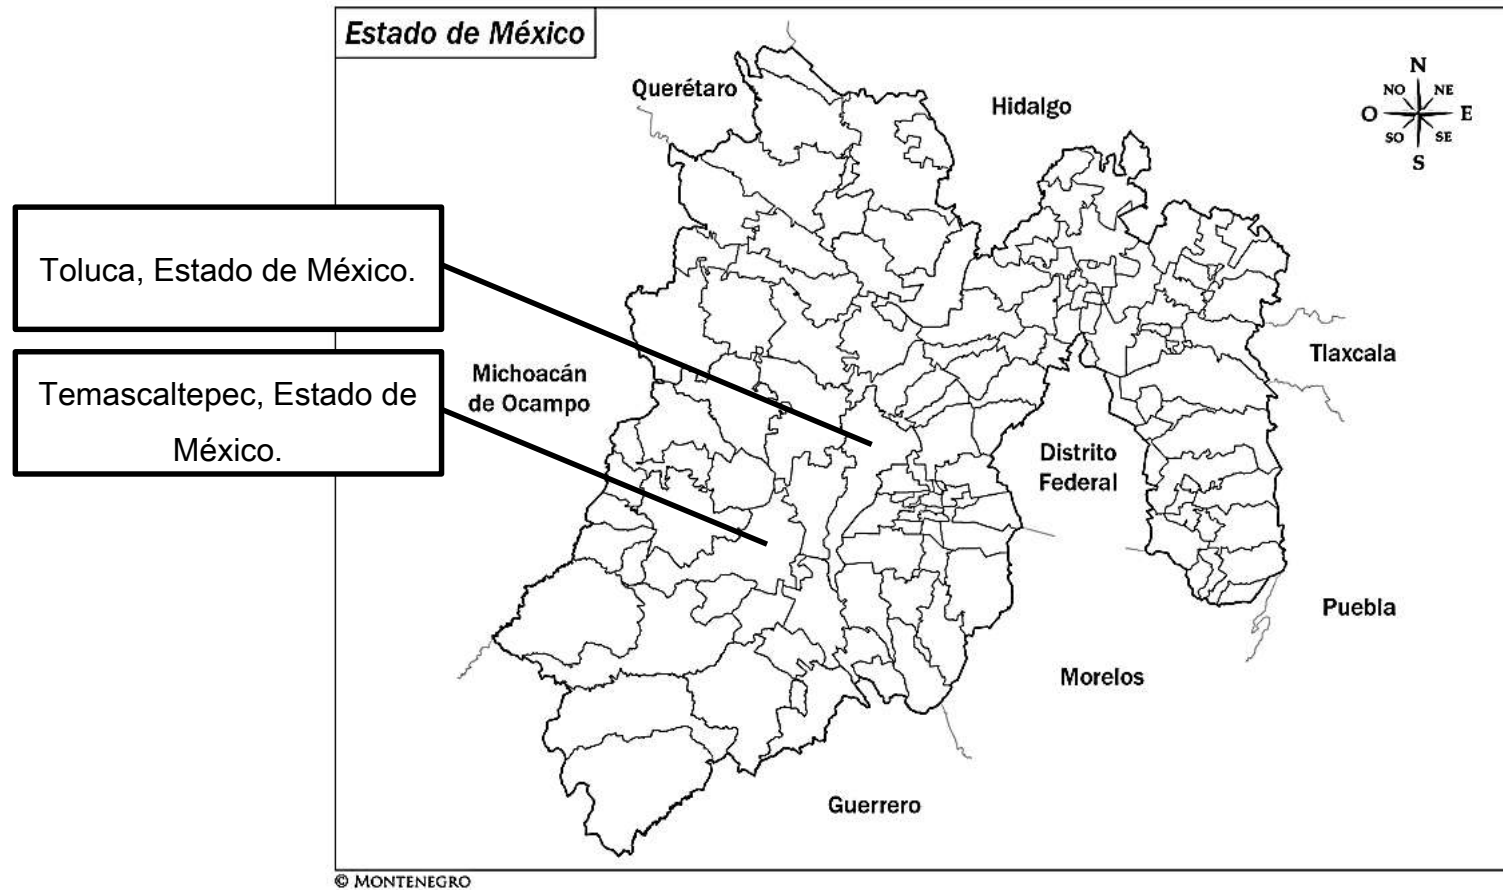 Estado de México
Querétaro
Hidalgo
N
NO
NE
O
E
SO
SE
S
Toluca, Estado de México.
Michoacán
de Ocampo
Tlaxcala
Temascaltepec, Estado de
México.
Distrito
Federal
Puebla
Morelos
Guerrero
© MONTENEGRO